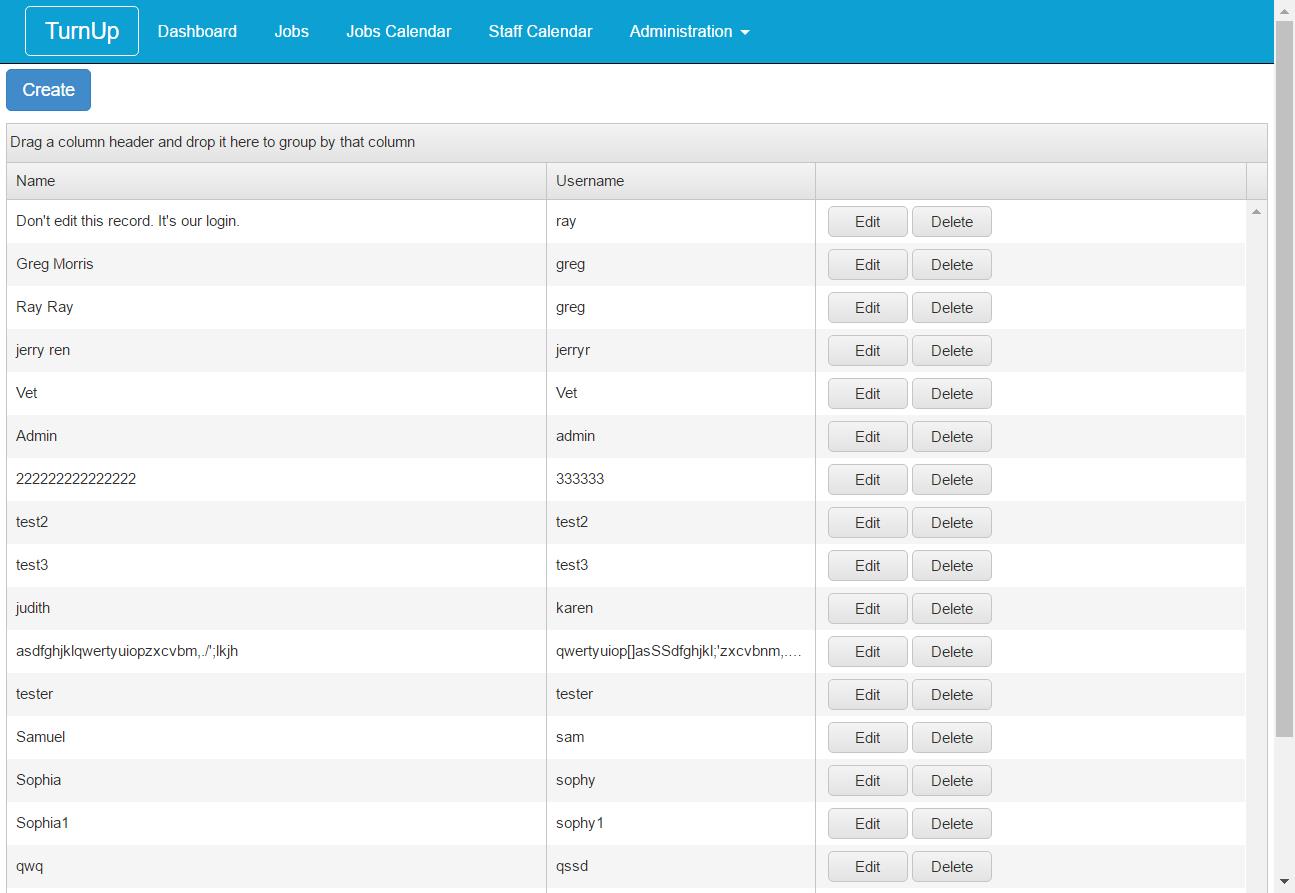 TurnUp Dashboard Jobs Jobs Calendar Staff Calendar Administration
Create
Drag a column header and drop it here to group by that column
Name Username
Don't edit this record. It's our login. ray Edit Delete
Greg Morris greg Edit Delete
Ray Ray greg Edit Delete
jerry ren jerryr Edit Delete
Vet Vet Edit Delete
Admin admin Edit Delete
222222222222222 333333 Edit Delete
test2 test2 Edit Delete
test3 test3 Edit Delete
judith karen Edit Delete
asdfghjklqwertyuiopzxcvbm,./';lkjh qwertyuiop[]asSSdfghjkl;'zxcvbnm,.… Edit Delete
tester tester Edit Delete
Samuel sam Edit Delete
Sophia sophy Edit Delete
Sophia1 sophy1 Edit Delete
qwq qssd Edit Delete